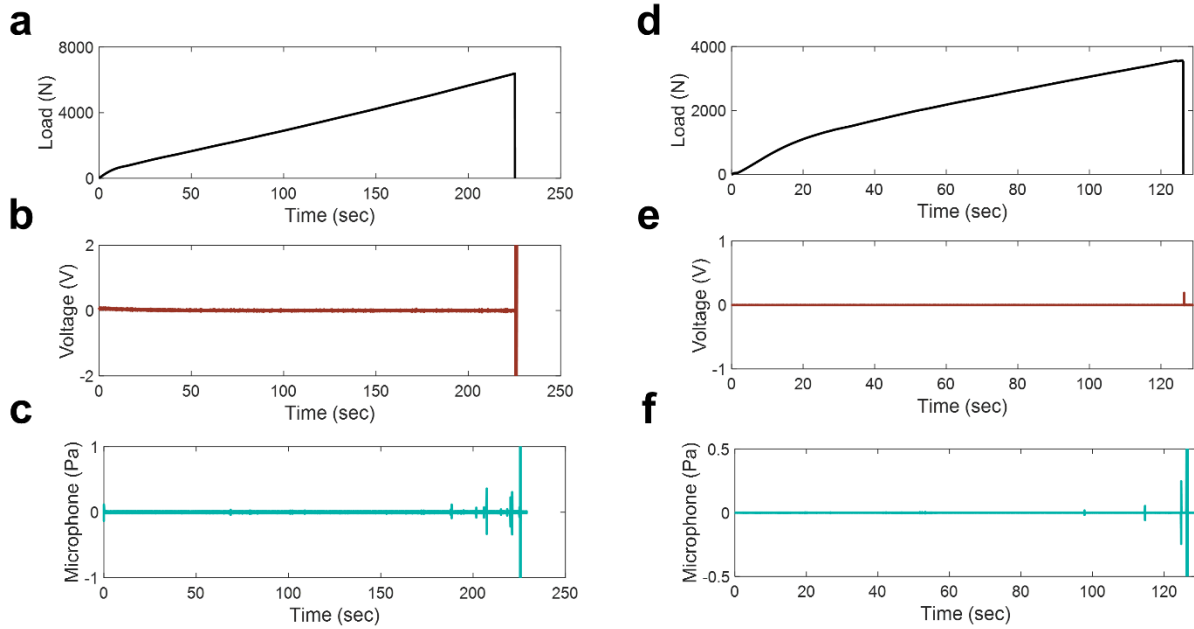 a
8000
4000
0
Load (N)
0 50 100 150 200 250
Time (sec)
b
2
0
-2
Voltage (V)
0 50 100 150 200 250
Time (sec)
c
1
0
-1
Microphone (Pa)
0 50 100 150 200 250
Time (sec)
d
4000
2000
0
Load (N)
0 20 40 60 80 100 120
Time (sec)
e
1
0
-1
Voltage (V)
0 20 40 60 80 100 120
Time (sec)
f
0.5
0
-0.5
Microphone (Pa)
0 20 40 60 80 100 120
Time (sec)